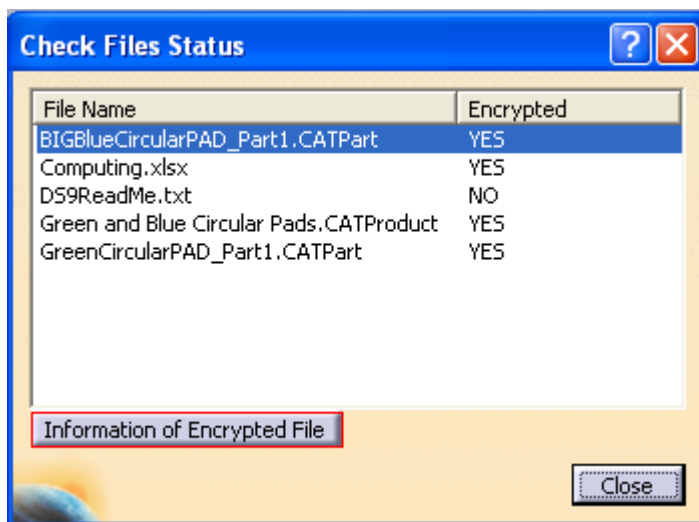 Check Files Status
?
File Name Encrypted
BIGBlueCircularPAD_Part1.CATPart YES
Computing.xlsx YES
DS9ReadMe.txt NO
Green and Blue Circular Pads.CATProduct YES
GreenCircularPAD_Part1.CATPart YES
Information of Encrypted File
Close